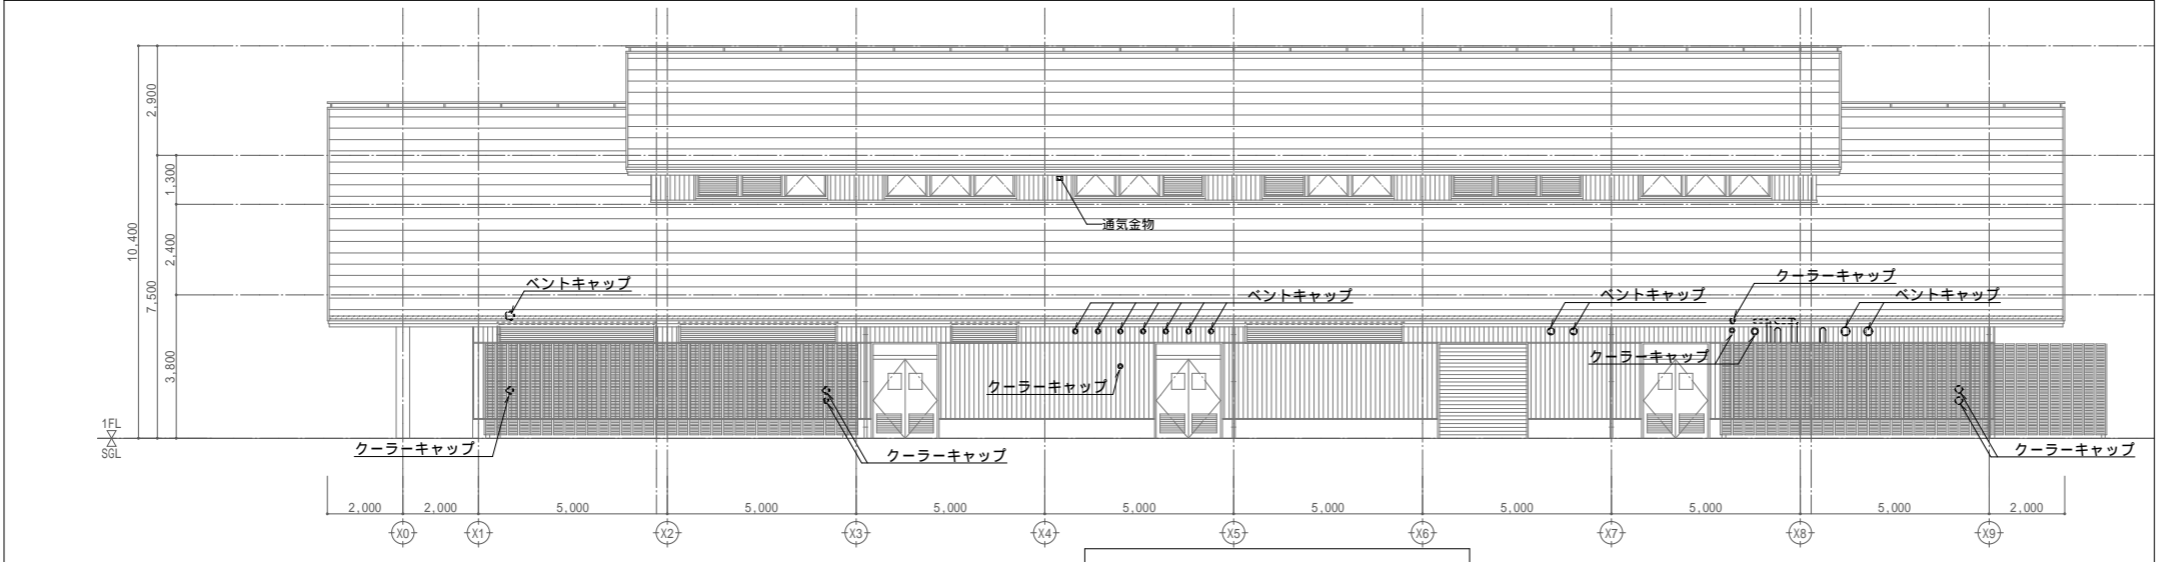 2,900
1,300
10,400
2,400
7,500
3,800
1FL
SGL
通気金物
ベントキャップ
ベントキャップ
ベントキャップ
クーラーキャップ
ベントキャップ
クーラーキャップ
クーラーキャップ
クーラーキャップ
クーラーキャップ
クーラーキャップ
2,000
2,000
5,000
5,000
5,000
5,000
5,000
5,000
5,000
5,000
2,000
X0
X1
X2
X3
X4
X5
X6
X7
X8
X9